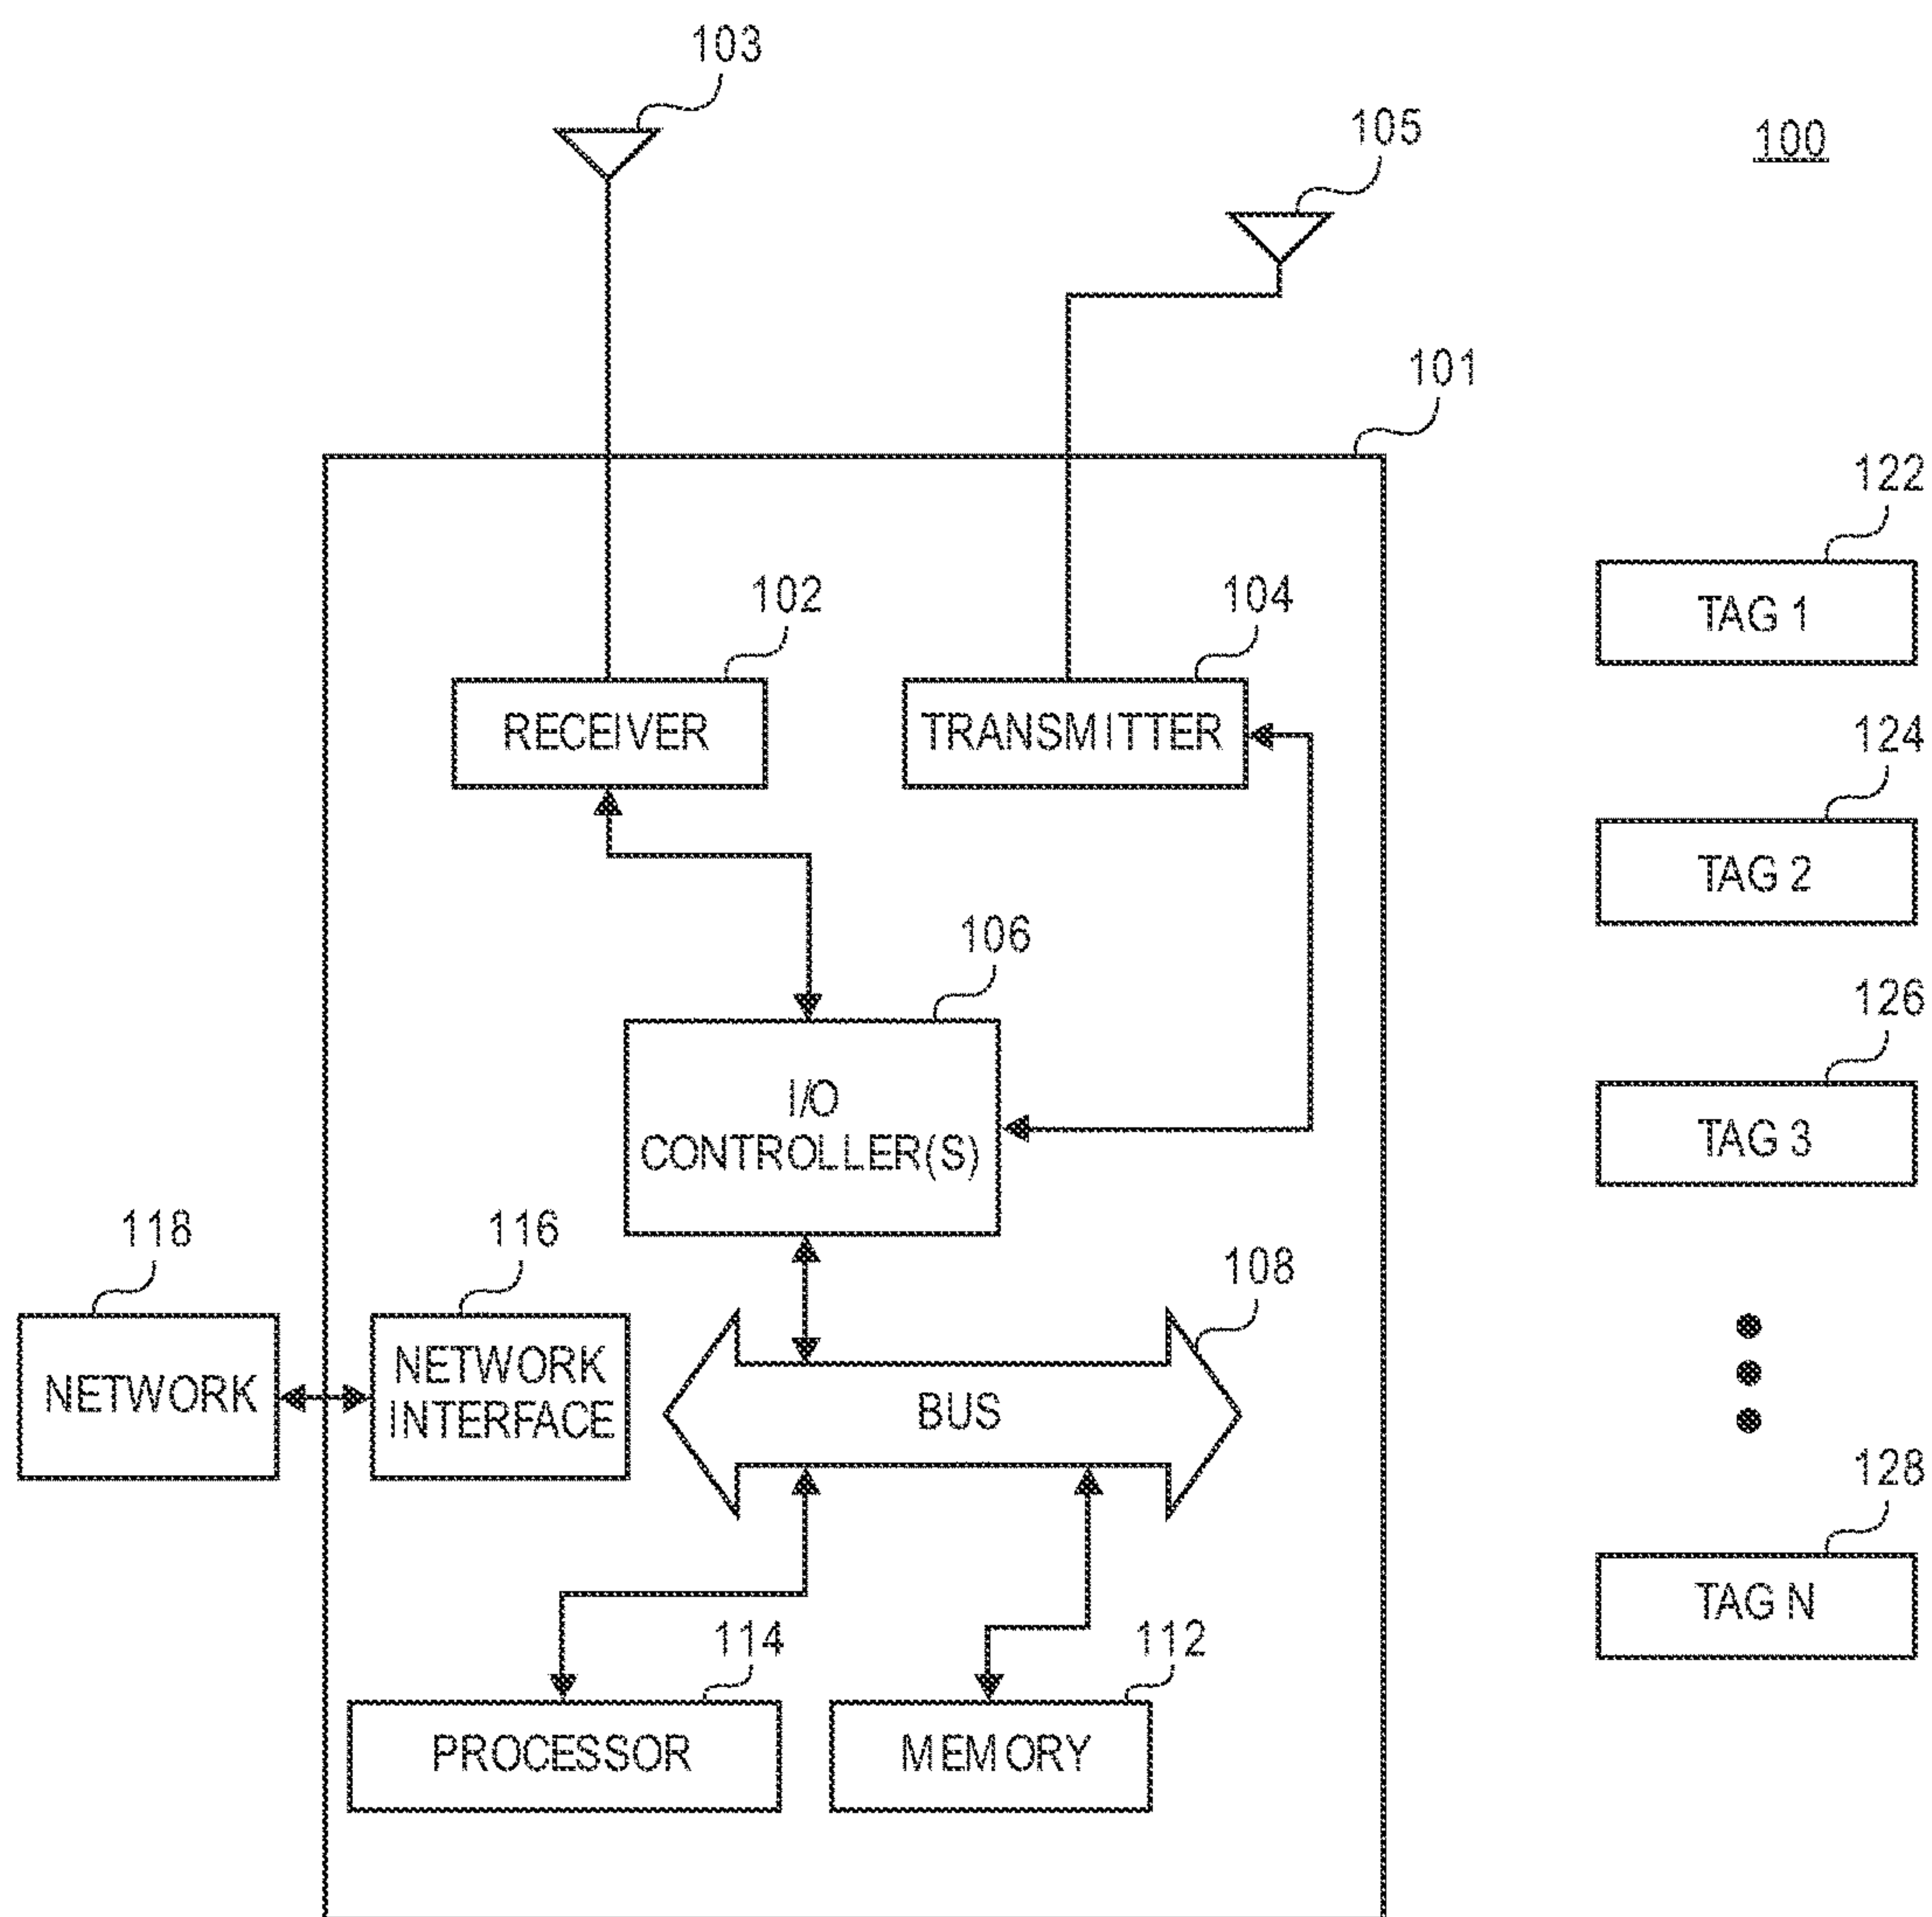 103
105
100
101
122
102
104
TAG 1
RECEIVER
TRANSMITTER
124
TAG 2
106
126
I/O
CONTROLLER(S)
TAG 3
118
116
108
NETWORK
NETWORK
INTERFACE
BUS
128
TAG N
114
112
PROCESSOR
MEMORY